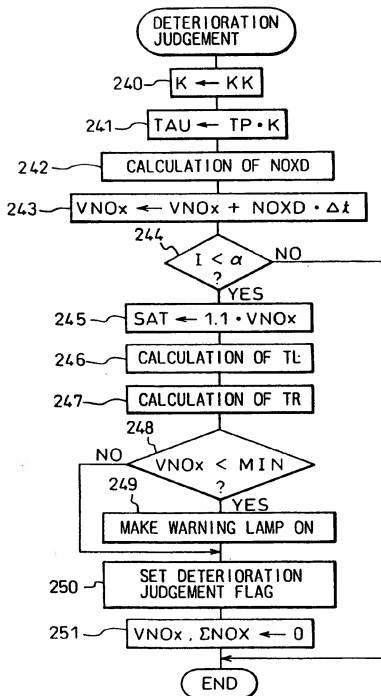 DETERIORATION
JUDGEMENT
240
K ← KK
241
TAU ← TP · K
242
CALCULATION OF NOXD
243
VNOx ← VNOx + NOXD · Δt
244
I < α
?
NO
YES
245
SAT ← 1.1 · VNOx
246
CALCULATION OF TL
247
CALCULATION OF TR
248
NO
VNOx < MIN
?
249
YES
MAKE WARNING LAMP ON
250
SET DETERIORATION
JUDGEMENT FLAG
251
VNOx , ΣNOX ← 0
END